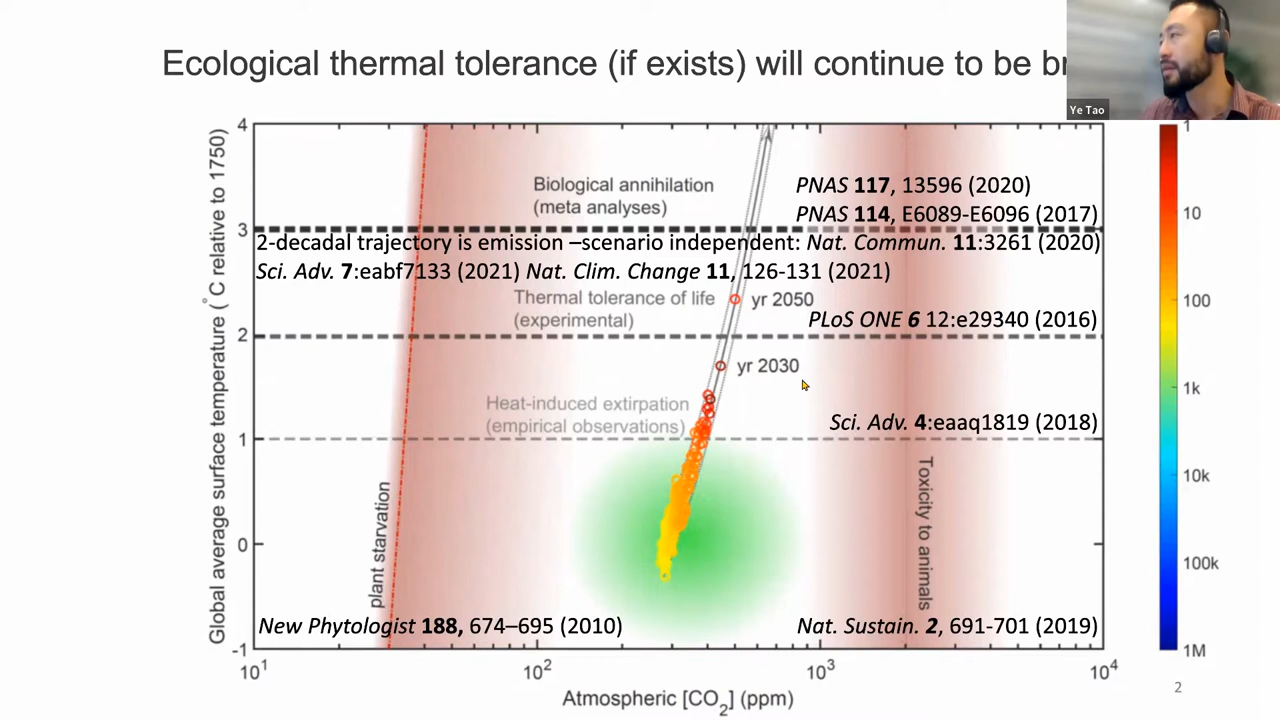 Ecological thermal tolerance (if exists) will continue to be br
Ye Tao
Global average surface temperature (°C relative to 1750)
4
3
2
1
0
-1
Biological annihilation
(meta analyses)
PNAS 117, 13596 (2020)
PNAS 114, E6089-E6096 (2017)
2-decadal trajectory is emission –scenario independent: Nat. Commun. 11:3261 (2020)
Sci. Adv. 7:eabf7133 (2021) Nat. Clim. Change 11, 126-131 (2021)
Thermal tolerance of life
(experimental)
yr 2050
PLoS ONE 6 12:e29340 (2016)
yr 2030
Heat-induced extirpation
(empirical observations)
Sci. Adv. 4:eaaq1819 (2018)
plant starvation
Toxicity to animals
New Phytologist 188, 674–695 (2010)
Nat. Sustain. 2, 691-701 (2019)
10¹
10²
10³
10⁴
Atmospheric [CO₂] (ppm)
1
10
100
1k
10k
100k
1M
2